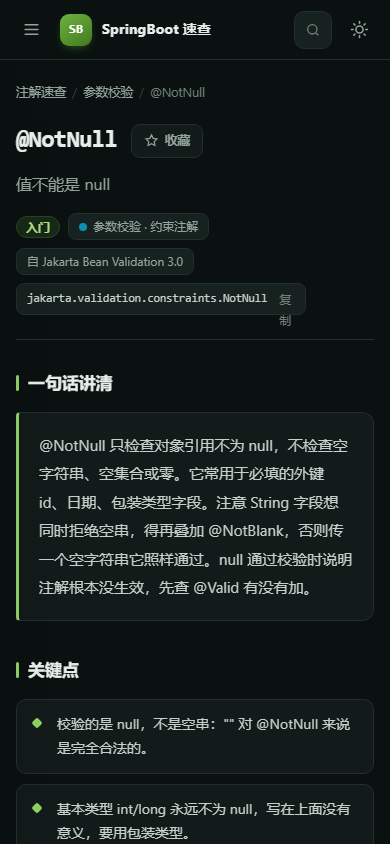 SB SpringBoot 速查
注解速查 / 参数校验 / @NotNull
@NotNull 收藏
值不能是 null
入门 参数校验 · 约束注解
自 Jakarta Bean Validation 3.0
jakarta.validation.constraints.NotNull 复
制
一句话讲清
@NotNull 只检查对象引用不为 null，不检查空
字符串、空集合或零。它常用于必填的外键
id、日期、包装类型字段。注意 String 字段想
同时拒绝空串，得再叠加 @NotBlank，否则传
一个空字符串它照样通过。null 通过校验时说明
注解根本没生效，先查 @Valid 有没有加。
关键点
校验的是 null，不是空串："" 对 @NotNull 来说
是完全合法的。
基本类型 int/long 永远不为 null，写在上面没有
意义，要用包装类型。